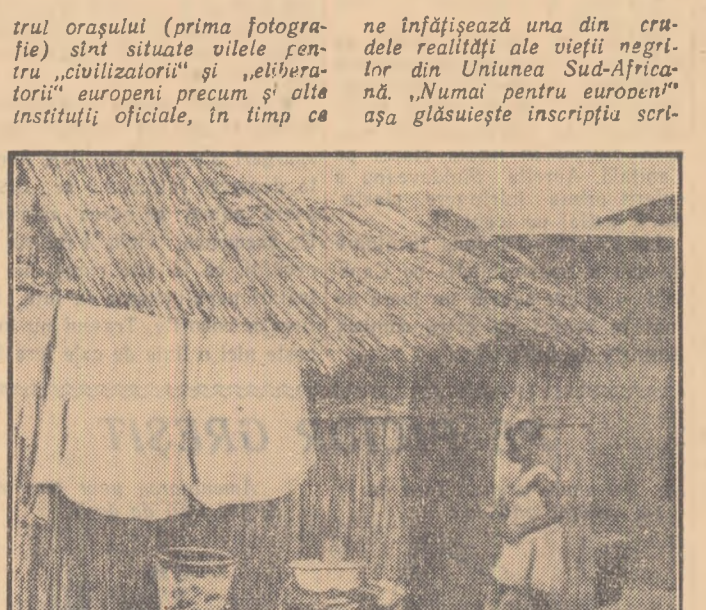 trul orașului (prima fotogra-
fie) sînt situate vilele pen-
tru „civilizatorii" și „elibera-
torii" europeni precum și alte
instituții oficiale, în timp ce
ne înfățișează una din cru-
dele realități ale vieții negri-
lor din Uniunea Sud-Africa-
nă. „Numai pentru europeni"
așa glăsuiește inscripția scri-